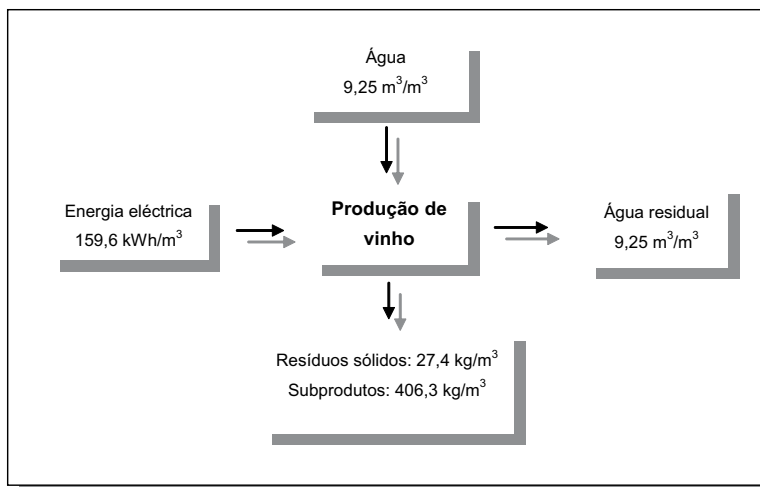 Água
9,25 m³/m³
Energia eléctrica
159,6 kWh/m³
Produção de
vinho
Água residual
9,25 m³/m³
Resíduos sólidos: 27,4 kg/m³
Subprodutos: 406,3 kg/m³